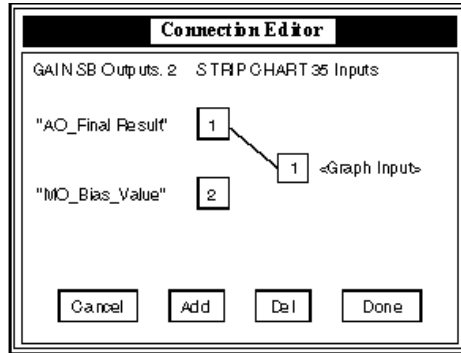 Connection Editor
GAIN SB Outputs. 2 STRIP CHART 35 Inputs
"AO_Final Result" 1
1 <Graph Input>
"MO_Bias_Value" 2
Cancel Add Del Done